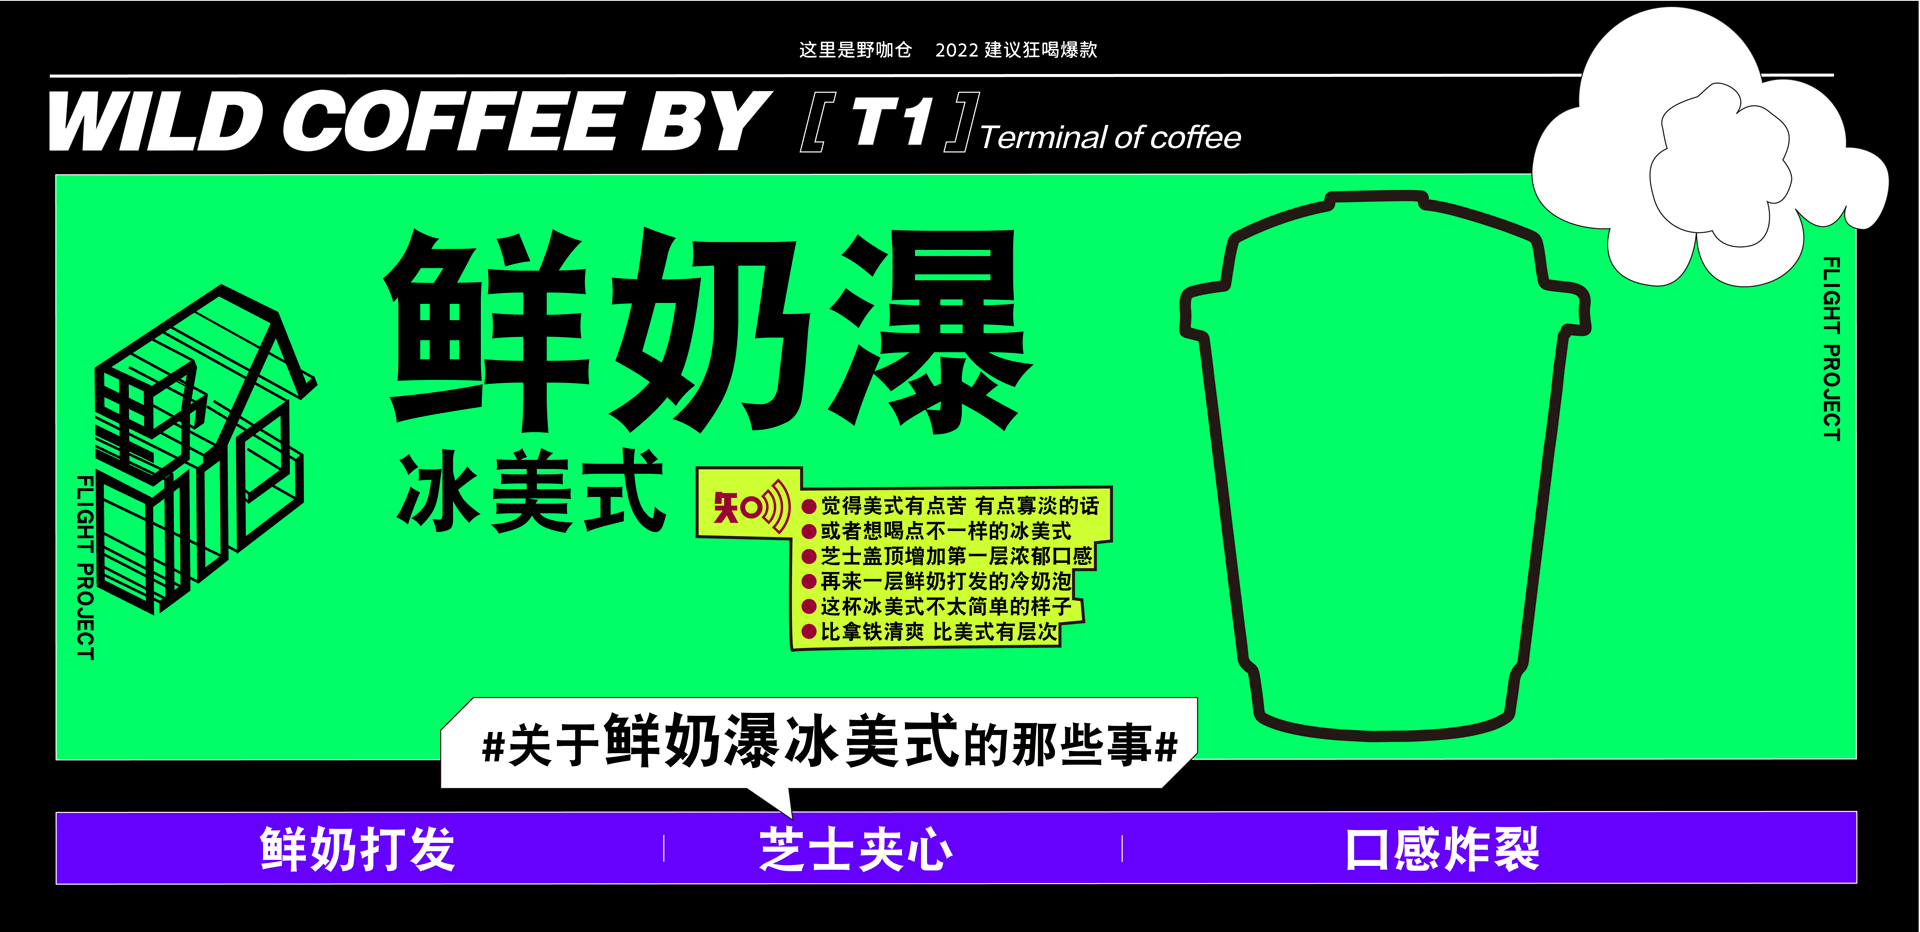 这里是野咖仓 2022 建议狂喝爆款
WILD COFFEE BY [ T1 ] Terminal of coffee
鲜奶瀑
冰美式
知
觉得美式有点苦 有点寡淡的话
或者想喝点不一样的冰美式
芝士盖顶增加第一层浓郁口感
再来一层鲜奶打发的冷奶泡
这杯冰美式不太简单的样子
比拿铁清爽 比美式有层次
FLIGHT PROJECT
FLIGHT PROJECT
#关于鲜奶瀑冰美式的那些事#
鲜奶打发 芝士夹心 口感炸裂